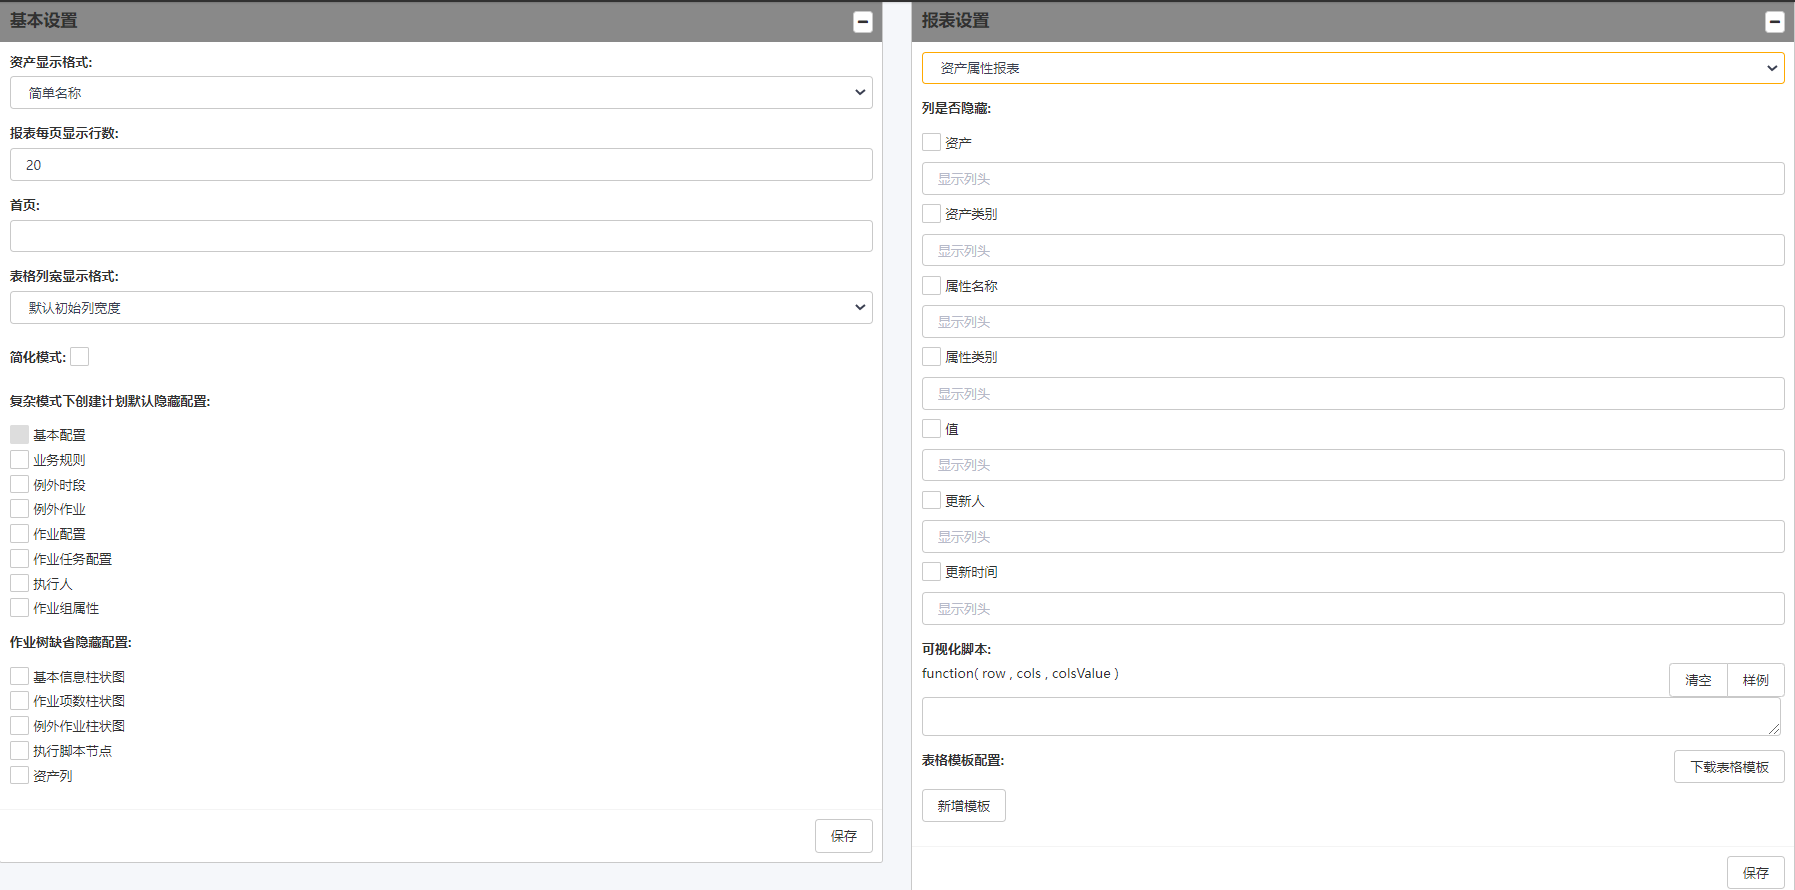 基本设置
资产显示格式:
简单名称
报表每页显示行数:
20
首页:
表格列宽显示格式:
默认初始列宽度
简化模式:
复杂模式下创建计划默认隐藏配置:
基本配置
业务规则
例外时段
例外作业
作业配置
作业任务配置
执行人
作业组属性
作业树缺省隐藏配置:
基本信息柱状图
作业项数柱状图
例外作业柱状图
执行脚本节点
资产列
保存
报表设置
资产属性报表
列是否隐藏:
资产
显示列头
资产类别
显示列头
属性名称
显示列头
属性类别
显示列头
值
显示列头
更新人
显示列头
更新时间
显示列头
可视化脚本:
function( row , cols , colsValue )
清空 样例
表格模板配置:
下载表格模板
新增模板
保存